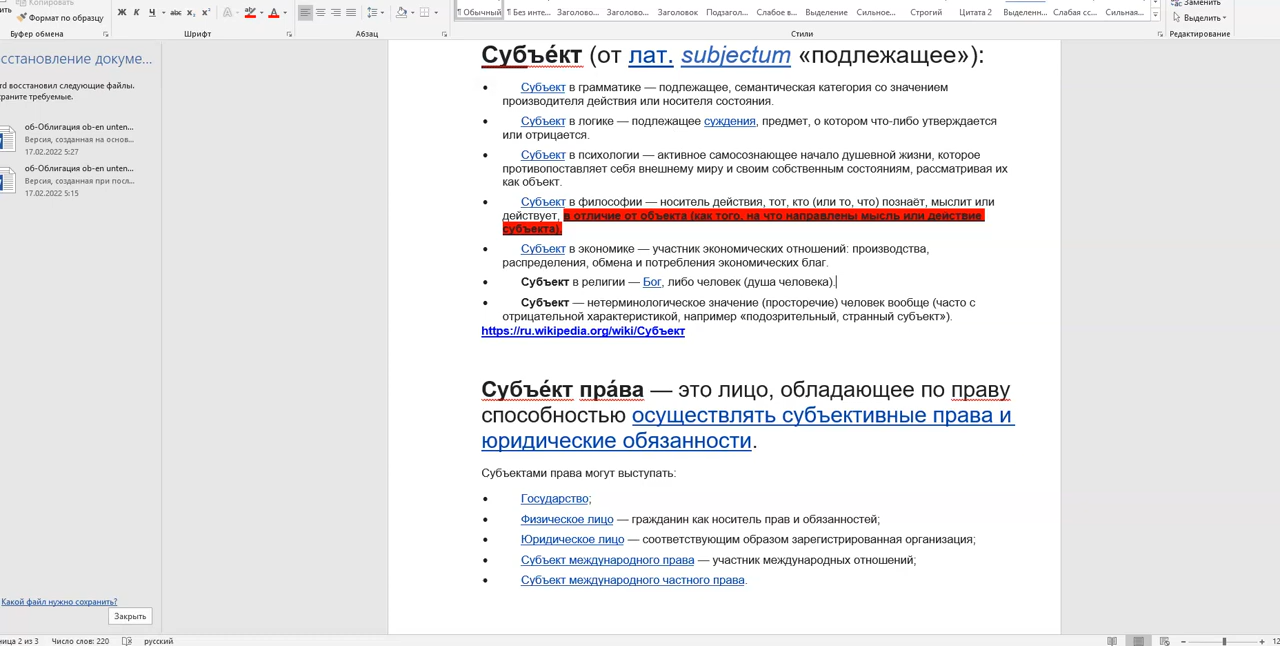 Копировать
Формат по образцу
Буфер обмена
Ж К Ч abc x₂ x²
Шрифт
Абзац
¶ Обычный ¶ Без инте... Заголово... Заголово... Заголовок Подзагол... Слабое в... Выделение Сильное... Строгий Цитата 2 Выделенн... Слабая сс... Сильная...
Стили
Заменить
Выделить
Редактирование
сстановление докуме...
rd восстановил следующие файлы.
раните требуемые.
об-Облигация ob-en unten...
Версия, созданная на основ...
17.02.2022 5:27
об-Облигация ob-en unten...
Версия, созданная при посл...
17.02.2022 5:15
Какой файл нужно сохранить?
Закрыть
Субъе́кт (от лат. subjectum «подлежащее»):
• Субъект в грамматике — подлежащее, семантическая категория со значением
производителя действия или носителя состояния.
• Субъект в логике — подлежащее суждения, предмет, о котором что-либо утверждается
или отрицается.
• Субъект в психологии — активное самосознающее начало душевной жизни, которое
противопоставляет себя внешнему миру и своим собственным состояниям, рассматривая их
как объект.
• Субъект в философии — носитель действия, тот, кто (или то, что) познаёт, мыслит или
действует, в отличие от объекта (как того, на что направлены мысль или действие
субъекта).
• Субъект в экономике — участник экономических отношений: производства,
распределения, обмена и потребления экономических благ.
• Субъект в религии — Бог, либо человек (душа человека).
• Субъект — нетерминологическое значение (просторечие) человек вообще (часто с
отрицательной характеристикой, например «подозрительный, странный субъект»).
https://ru.wikipedia.org/wiki/Субъект
Субъе́кт пра́ва — это лицо, обладающее по праву
способностью осуществлять субъективные права и
юридические обязанности.
Субъектами права могут выступать:
• Государство;
• Физическое лицо — гражданин как носитель прав и обязанностей;
• Юридическое лицо — соответствующим образом зарегистрированная организация;
• Субъект международного права — участник международных отношений;
• Субъект международного частного права.
ница 2 из 3 Число слов: 220 русский
12